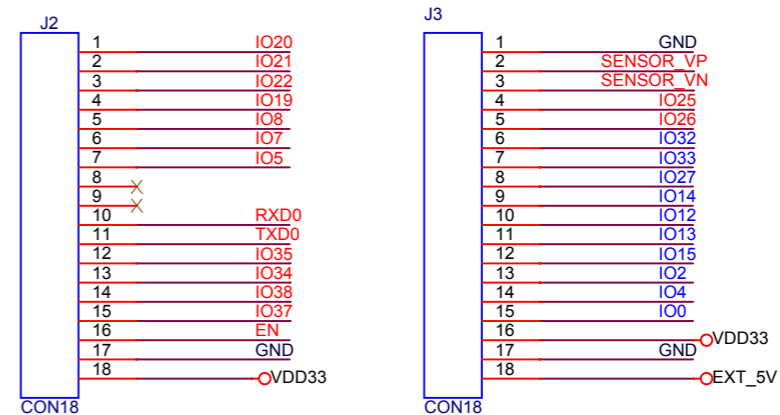 J2
1 IO20
2 IO21
3 IO22
4 IO19
5 IO8
6 IO7
7 IO5
8
9
10 RXD0
11 TXD0
12 IO35
13 IO34
14 IO38
15 IO37
16 EN
17 GND
18 VDD33
CON18
J3
1 GND
2 SENSOR_VP
3 SENSOR_VN
4 IO25
5 IO26
6 IO32
7 IO33
8 IO27
9 IO14
10 IO12
11 IO13
12 IO15
13 IO2
14 IO4
15 IO0
16 VDD33
17 GND
18 EXT_5V
CON18